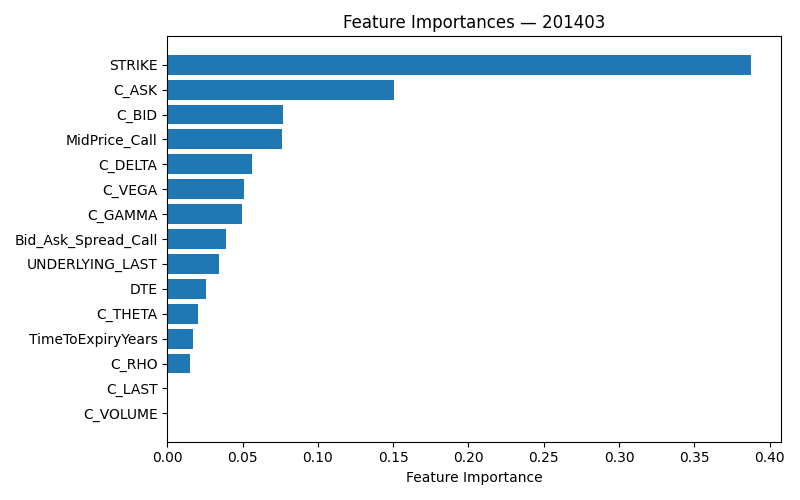 Feature Importances — 201403
STRIKE
C_ASK
C_BID
MidPrice_Call
C_DELTA
C_VEGA
C_GAMMA
Bid_Ask_Spread_Call
UNDERLYING_LAST
DTE
C_THETA
TimeToExpiryYears
C_RHO
C_LAST
C_VOLUME
0.00 0.05 0.10 0.15 0.20 0.25 0.30 0.35 0.40
Feature Importance